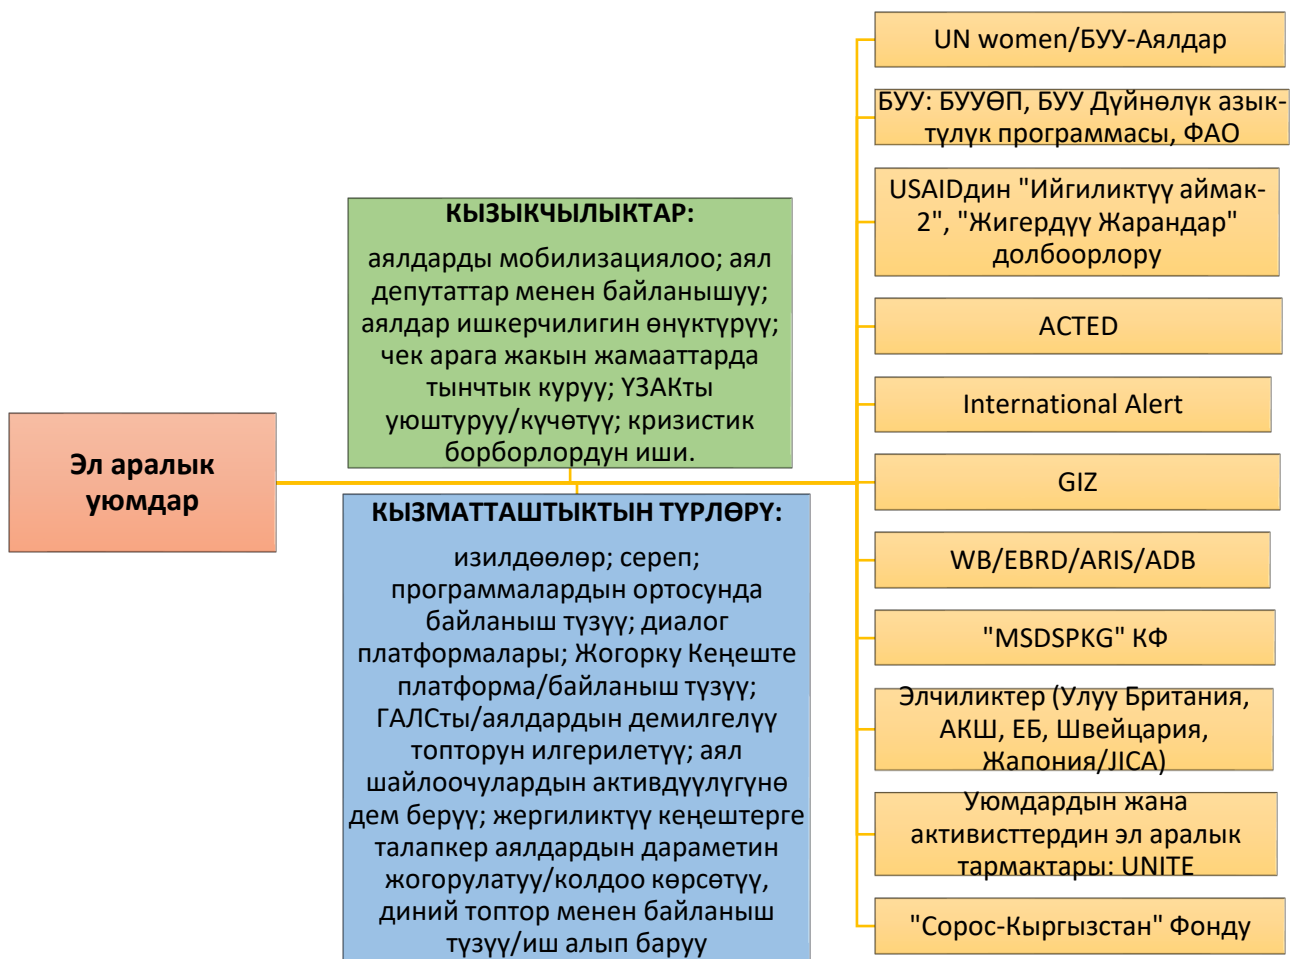 Эл аралык
уюмдар
КЫЗЫКЧЫЛЫКТАР:
аялдарды мобилизациялоо; аял
депутаттар менен байланышуу;
аялдар ишкерчилигин өнүктүрүү;
чек арага жакын жамааттарда
тынчтык куруу; ҮЗАКты
уюштуруу/күчөтүү; кризистик
борборлордун иши.
КЫЗМАТТАШТЫКТЫН ТҮРЛӨРҮ:
изилдөөлөр; сереп;
программалардын ортосунда
байланыш түзүү; диалог
платформалары; Жогорку Кеңеште
платформа/байланыш түзүү;
ГАЛСты/аялдардын демилгелүү
топторун илгерилетүү; аял
шайлоочулардын активдүүлүгүнө
дем берүү; жергиликтүү кеңештерге
талапкер аялдардын дараметин
жогорулатуу/колдоо көрсөтүү,
диний топтор менен байланыш
түзүү/иш алып баруу
UN women/БУУ-Аялдар
БУУ: БУУӨП, БУУ Дүйнөлүк азык-
түлүк программасы, ФАО
USAIDдин "Ийгиликтүү аймак-
2", "Жигердүү Жарандар"
долбоорлору
ACTED
International Alert
GIZ
WB/EBRD/ARIS/ADB
"MSDSPKG" КФ
Элчиликтер (Улуу Британия,
АКШ, ЕБ, Швейцария,
Жапония/JICA)
Уюмдардын жана
активисттердин эл аралык
тармактары: UNITE
"Сорос-Кыргызстан" Фонду